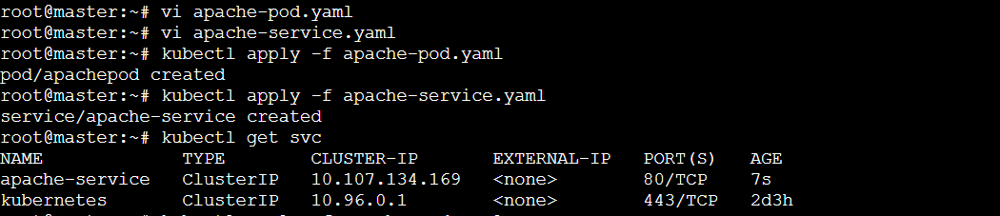 root@master:~# vi apache-pod.yaml
root@master:~# vi apache-service.yaml
root@master:~# kubectl apply -f apache-pod.yaml
pod/apachepod created
root@master:~# kubectl apply -f apache-service.yaml
service/apache-service created
root@master:~# kubectl get svc
NAME TYPE CLUSTER-IP EXTERNAL-IP PORT(S) AGE
apache-service ClusterIP 10.107.134.169 <none> 80/TCP 7s
kubernetes ClusterIP 10.96.0.1 <none> 443/TCP 2d3h